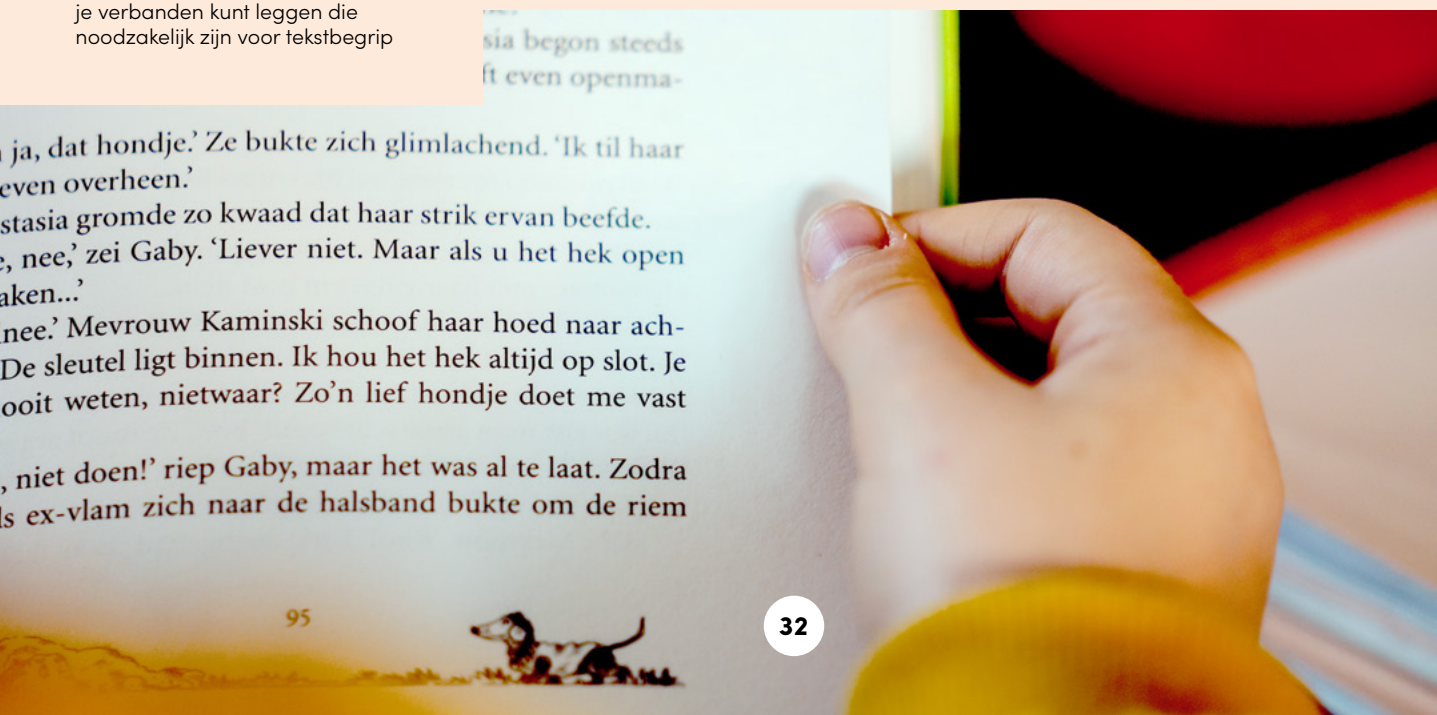 je verbanden kunt leggen die
noodzakelijk zijn voor tekstbegrip
begon steeds
even openma-
ja, dat hondje.’ Ze bukte zich glimlachend. ‘Ik til haar
even overheen.’
stasia gromde zo kwaad dat haar strik ervan beefde.
nee,’ zei Gaby. ‘Liever niet. Maar als u het hek open
aken...’
nee.’ Mevrouw Kaminski schoof haar hoed naar ach-
De sleutel ligt binnen. Ik hou het hek altijd op slot. Je
ooit weten, nietwaar? Zo’n lief hondje doet me vast
, niet doen!’ riep Gaby, maar het was al te laat. Zodra
ls ex-vlam zich naar de halsband bukte om de riem
95
32